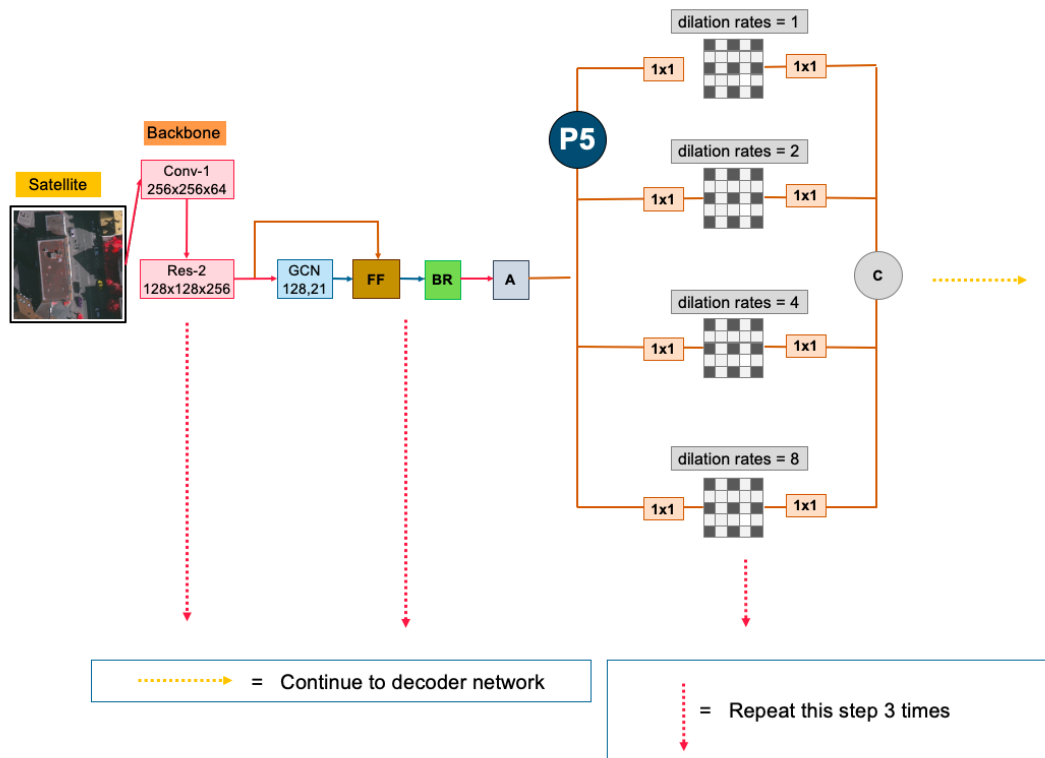 dilation rates = 1
1x1
1x1
P5
Backbone
Conv-1
256x256x64
dilation rates = 2
Satellite
1x1
1x1
Res-2
128x128x256
GCN
128,21
FF
BR
A
C
dilation rates = 4
1x1
1x1
dilation rates = 8
1x1
1x1
= Continue to decoder network
= Repeat this step 3 times